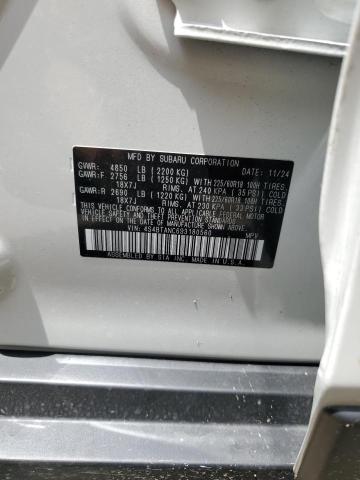 MFD. BY SUBARU CORPORATION DATE: 11/24
GVWR: 4850 LB (2200 KG)
GAWR:F. 2756 LB (1250 KG) WITH 225/60R18 100H TIRES.
18X7J RIMS. AT 240 KPA (35 PSI) COLD
GAWR:R 2690 LB (1220 KG) WITH 225/60R18 100H TIRES.
18X7J RIMS. AT 230 KPA (33 PSI) COLD
THIS VEHICLE CONFORMS TO ALL APPLICABLE FEDERAL MOTOR
VEHICLE SAFETY, BUMPER, AND THEFT PREVENTION STANDARDS
IN EFFECT ON THE DATE OF MANUFACTURE SHOWN ABOVE.
VIN: 4S4BTANC6S3180560 MPV
ASSEMBLED BY SIA, INC. MADE IN U.S.A.